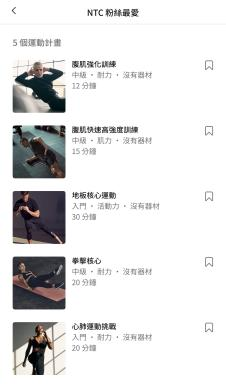 NTC 粉絲最愛
5 個運動計畫
腹肌強化訓練
中級 • 耐力 • 沒有器材
12 分鐘
腹肌快速高強度訓練
中級 • 肌力 • 沒有器材
15 分鐘
地板核心運動
入門 • 活動力 • 沒有器材
30 分鐘
拳擊核心
中級 • 耐力 • 沒有器材
20 分鐘
心肺運動挑戰
入門 • 耐力 • 沒有器材
20 分鐘